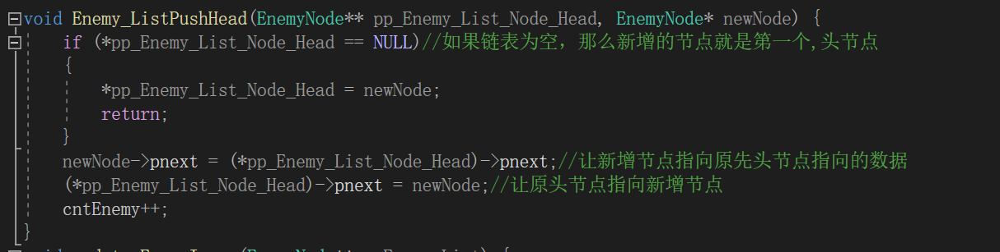 void Enemy_ListPushHead(EnemyNode** pp_Enemy_List_Node_Head, EnemyNode* newNode) {
if (*pp_Enemy_List_Node_Head == NULL)//如果链表为空，那么新增的节点就是第一个,头节点
{
*pp_Enemy_List_Node_Head = newNode;
return;
}
newNode->pnext = (*pp_Enemy_List_Node_Head)->pnext;//让新增节点指向原先头节点指向的数据
(*pp_Enemy_List_Node_Head)->pnext = newNode;//让原头节点指向新增节点
cntEnemy++;
}